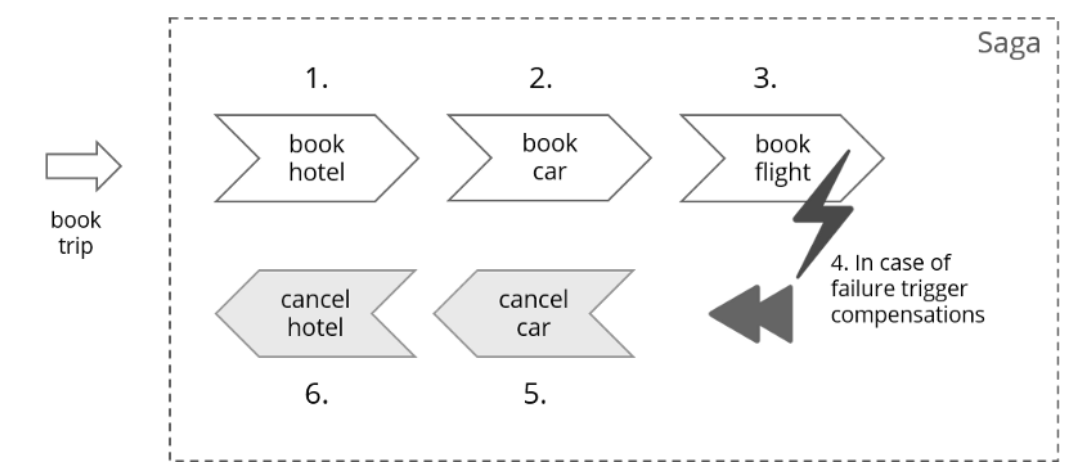 Saga
1.
2.
3.
book
hotel
book
car
book
flight
book
trip
4. In case of
failure trigger
compensations
cancel
hotel
cancel
car
6.
5.